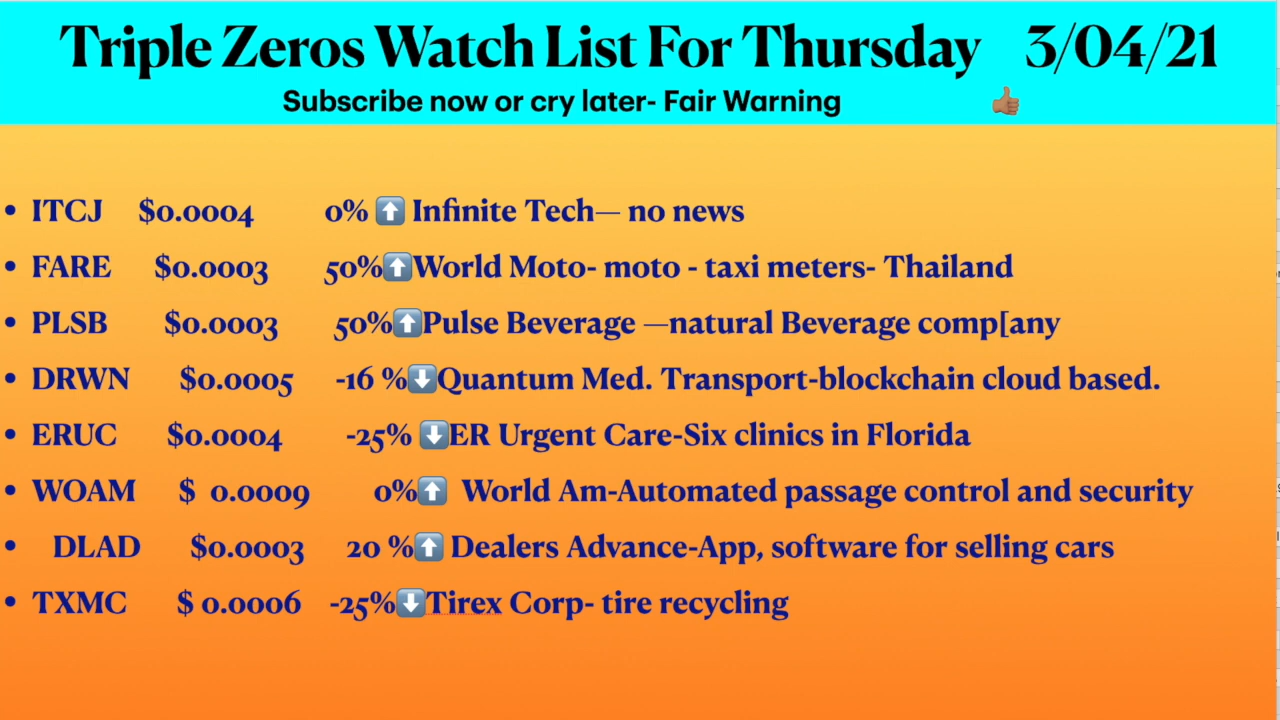 Triple Zeros Watch List For Thursday 3/04/21
Subscribe now or cry later- Fair Warning 👍🏽
• ITCJ $0.0004 0% ⬆️ Infinite Tech— no news
• FARE $0.0003 50%⬆️World Moto- moto - taxi meters- Thailand
• PLSB $0.0003 50%⬆️Pulse Beverage —natural Beverage comp[any
• DRWN $0.0005 -16 %⬇️Quantum Med. Transport-blockchain cloud based.
• ERUC $0.0004 -25% ⬇️ER Urgent Care-Six clinics in Florida
• WOAM $ 0.0009 0%⬆️ World Am-Automated passage control and security
• DLAD $0.0003 20 %⬆️ Dealers Advance-App, software for selling cars
• TXMC $ 0.0006 -25%⬇️Tirex Corp- tire recycling